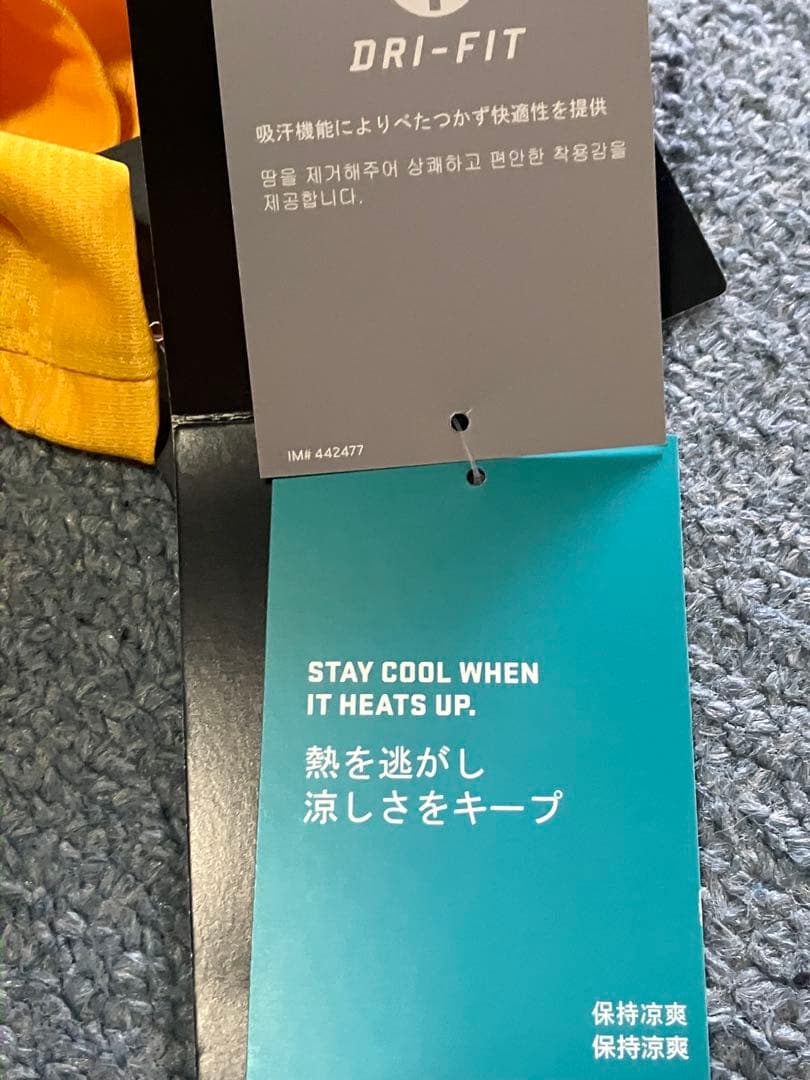 DRI-FIT
吸汗機能によりべたつかず快適性を提供
땀을 제거해주어 상쾌하고 편안한 착용감을
제공합니다.
IM# 442477
STAY COOL WHEN
IT HEATS UP.
熱を逃がし
涼しさをキープ
保持凉爽
保持涼爽